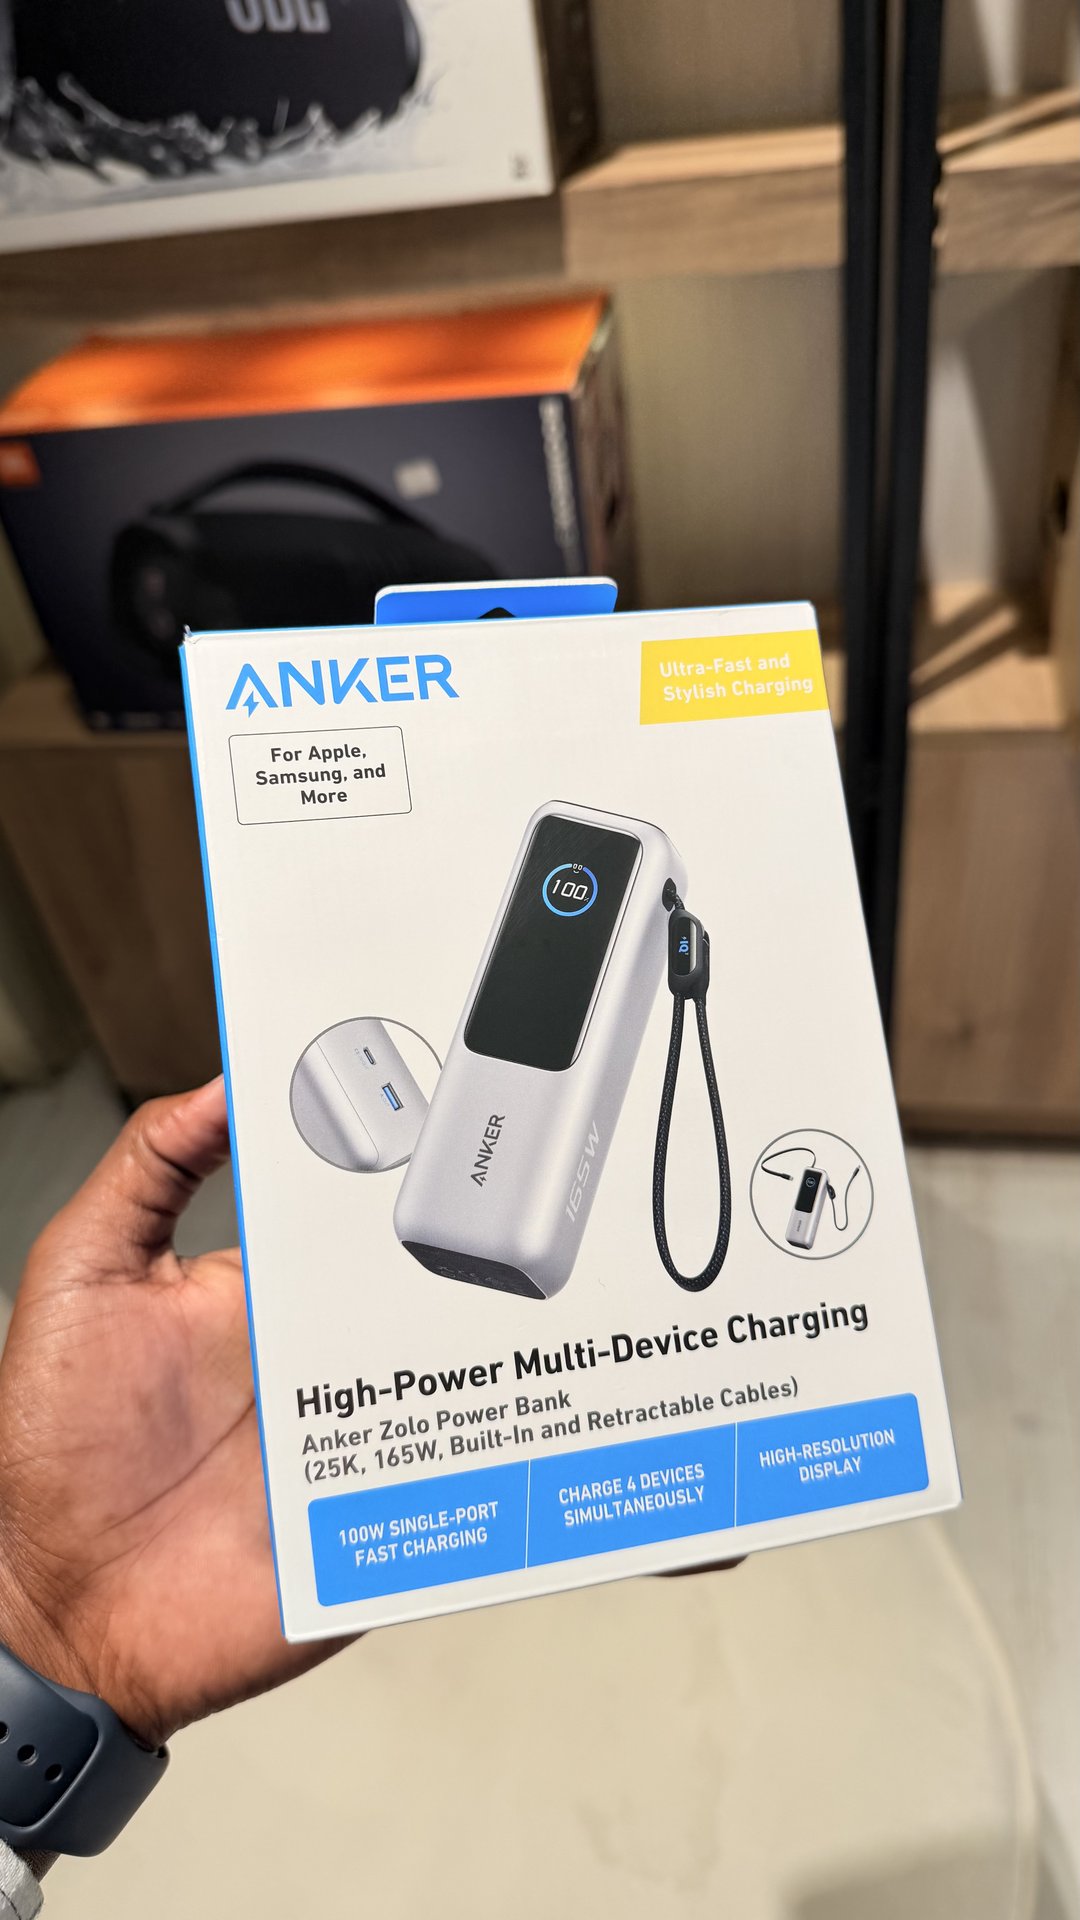 JBL
ANKER
Ultra-Fast and
Stylish Charging
For Apple,
Samsung, and
More
100
iQ
ANKER
165W
High-Power Multi-Device Charging
Anker Zolo Power Bank
(25K, 165W, Built-In and Retractable Cables)
100W SINGLE-PORT
FAST CHARGING
CHARGE 4 DEVICES
SIMULTANEOUSLY
HIGH-RESOLUTION
DISPLAY